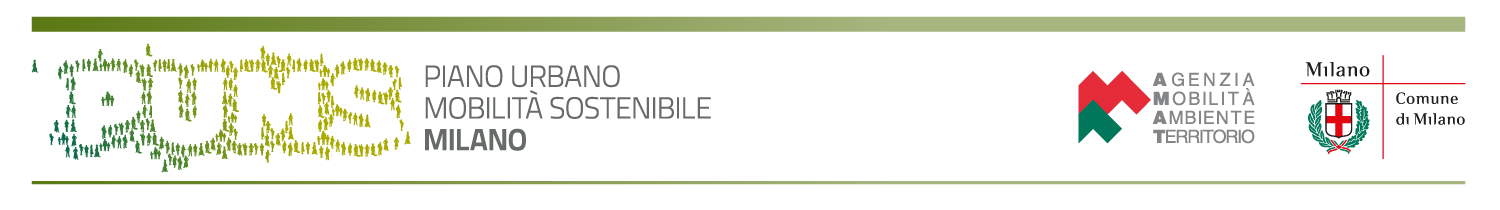 PUMS
PIANO URBANO
MOBILITÀ SOSTENIBILE
MILANO
AGENZIA
MOBILITÀ
AMBIENTE
TERRITORIO
Milano
Comune
di Milano